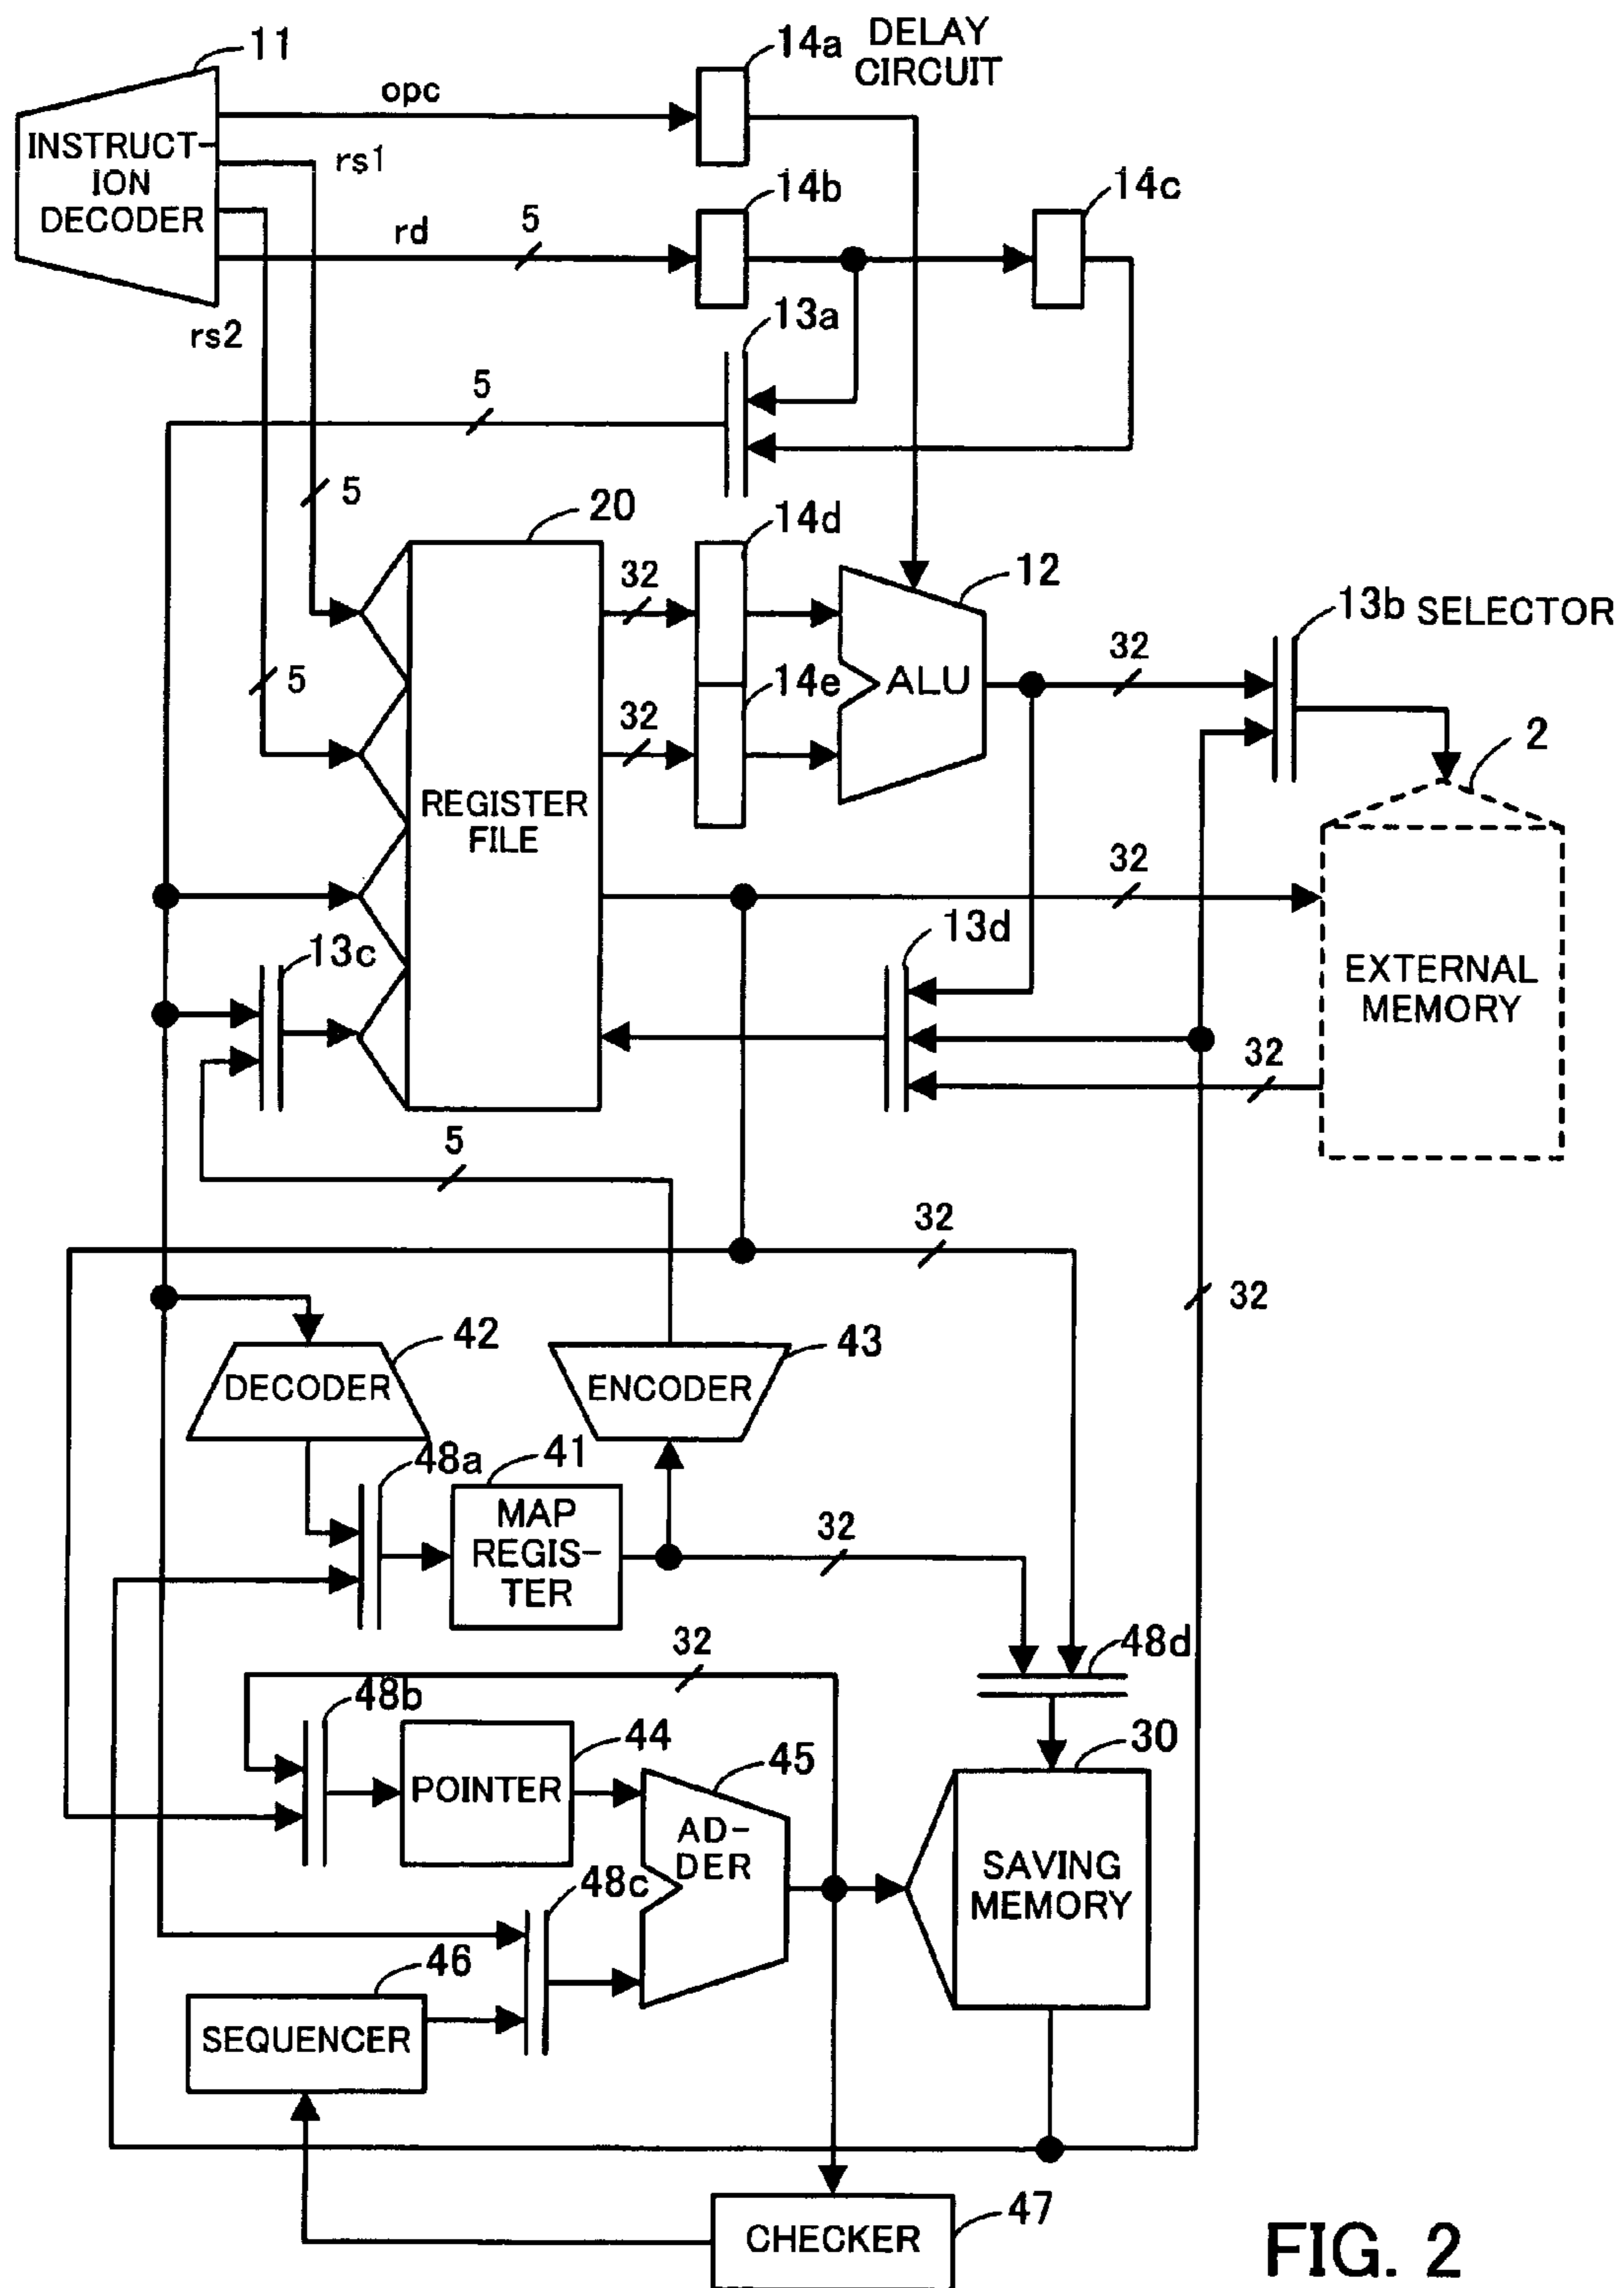 11
14a
DELAY
CIRCUIT
opc
INSTRUCT-
ION
DECODER
rs1
14b
14c
rd
5
rs2
13a
5
5
20
14d
32
12
13b SELECTOR
32
5
14e
ALU
32
2
REGISTER
FILE
32
13c
13d
EXTERNAL
MEMORY
32
5
32
32
42
43
DECODER
ENCODER
48a
41
MAP
REGIS-
TER
32
32
48d
48b
44
45
30
POINTER
AD-
DER
SAVING
MEMORY
48c
46
SEQUENCER
47
CHECKER
FIG. 2